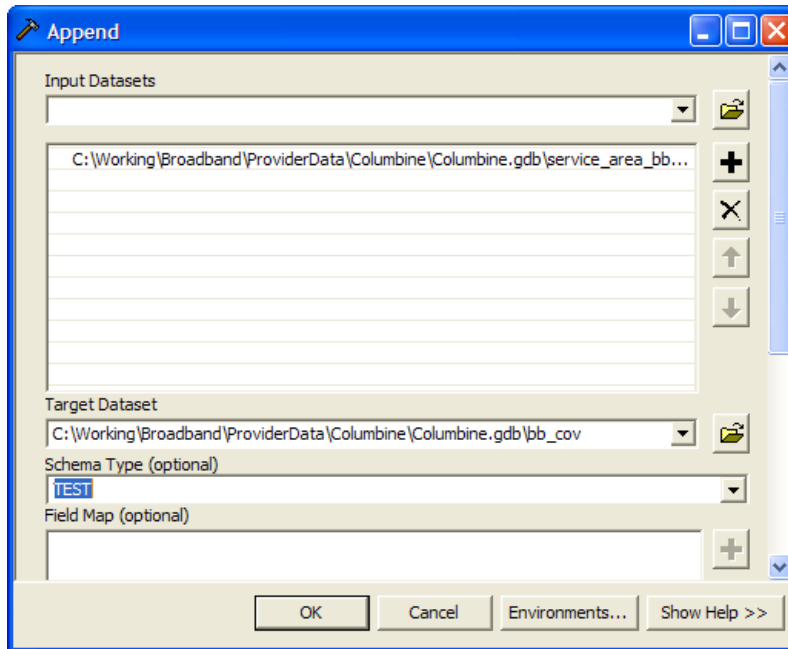 Append
Input Datasets
C:\Working\Broadband\ProviderData\Columbine\Columbine.gdb\service_area_bb...
Target Dataset
C:\Working\Broadband\ProviderData\Columbine\Columbine.gdb\bb_cov
Schema Type (optional)
TEST
Field Map (optional)
OK Cancel Environments... Show Help >>